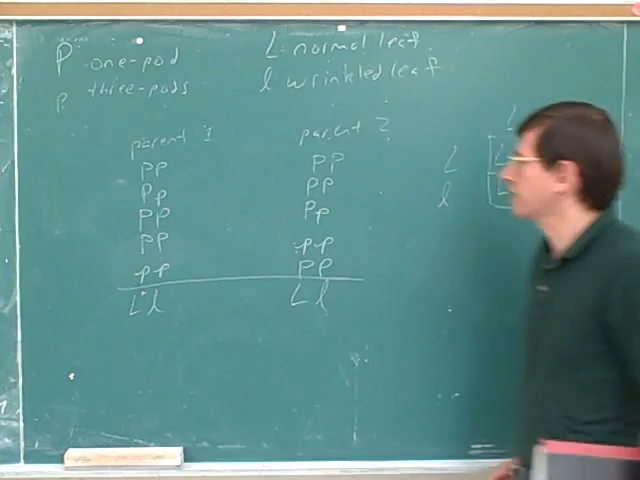 P one-pod
p three-pods
L normal leaf
l wrinkled leaf
parent 1
parent 2
PP PP
Pp PP
PP Pp
PP pp
pp PP
Ll Ll
L
l